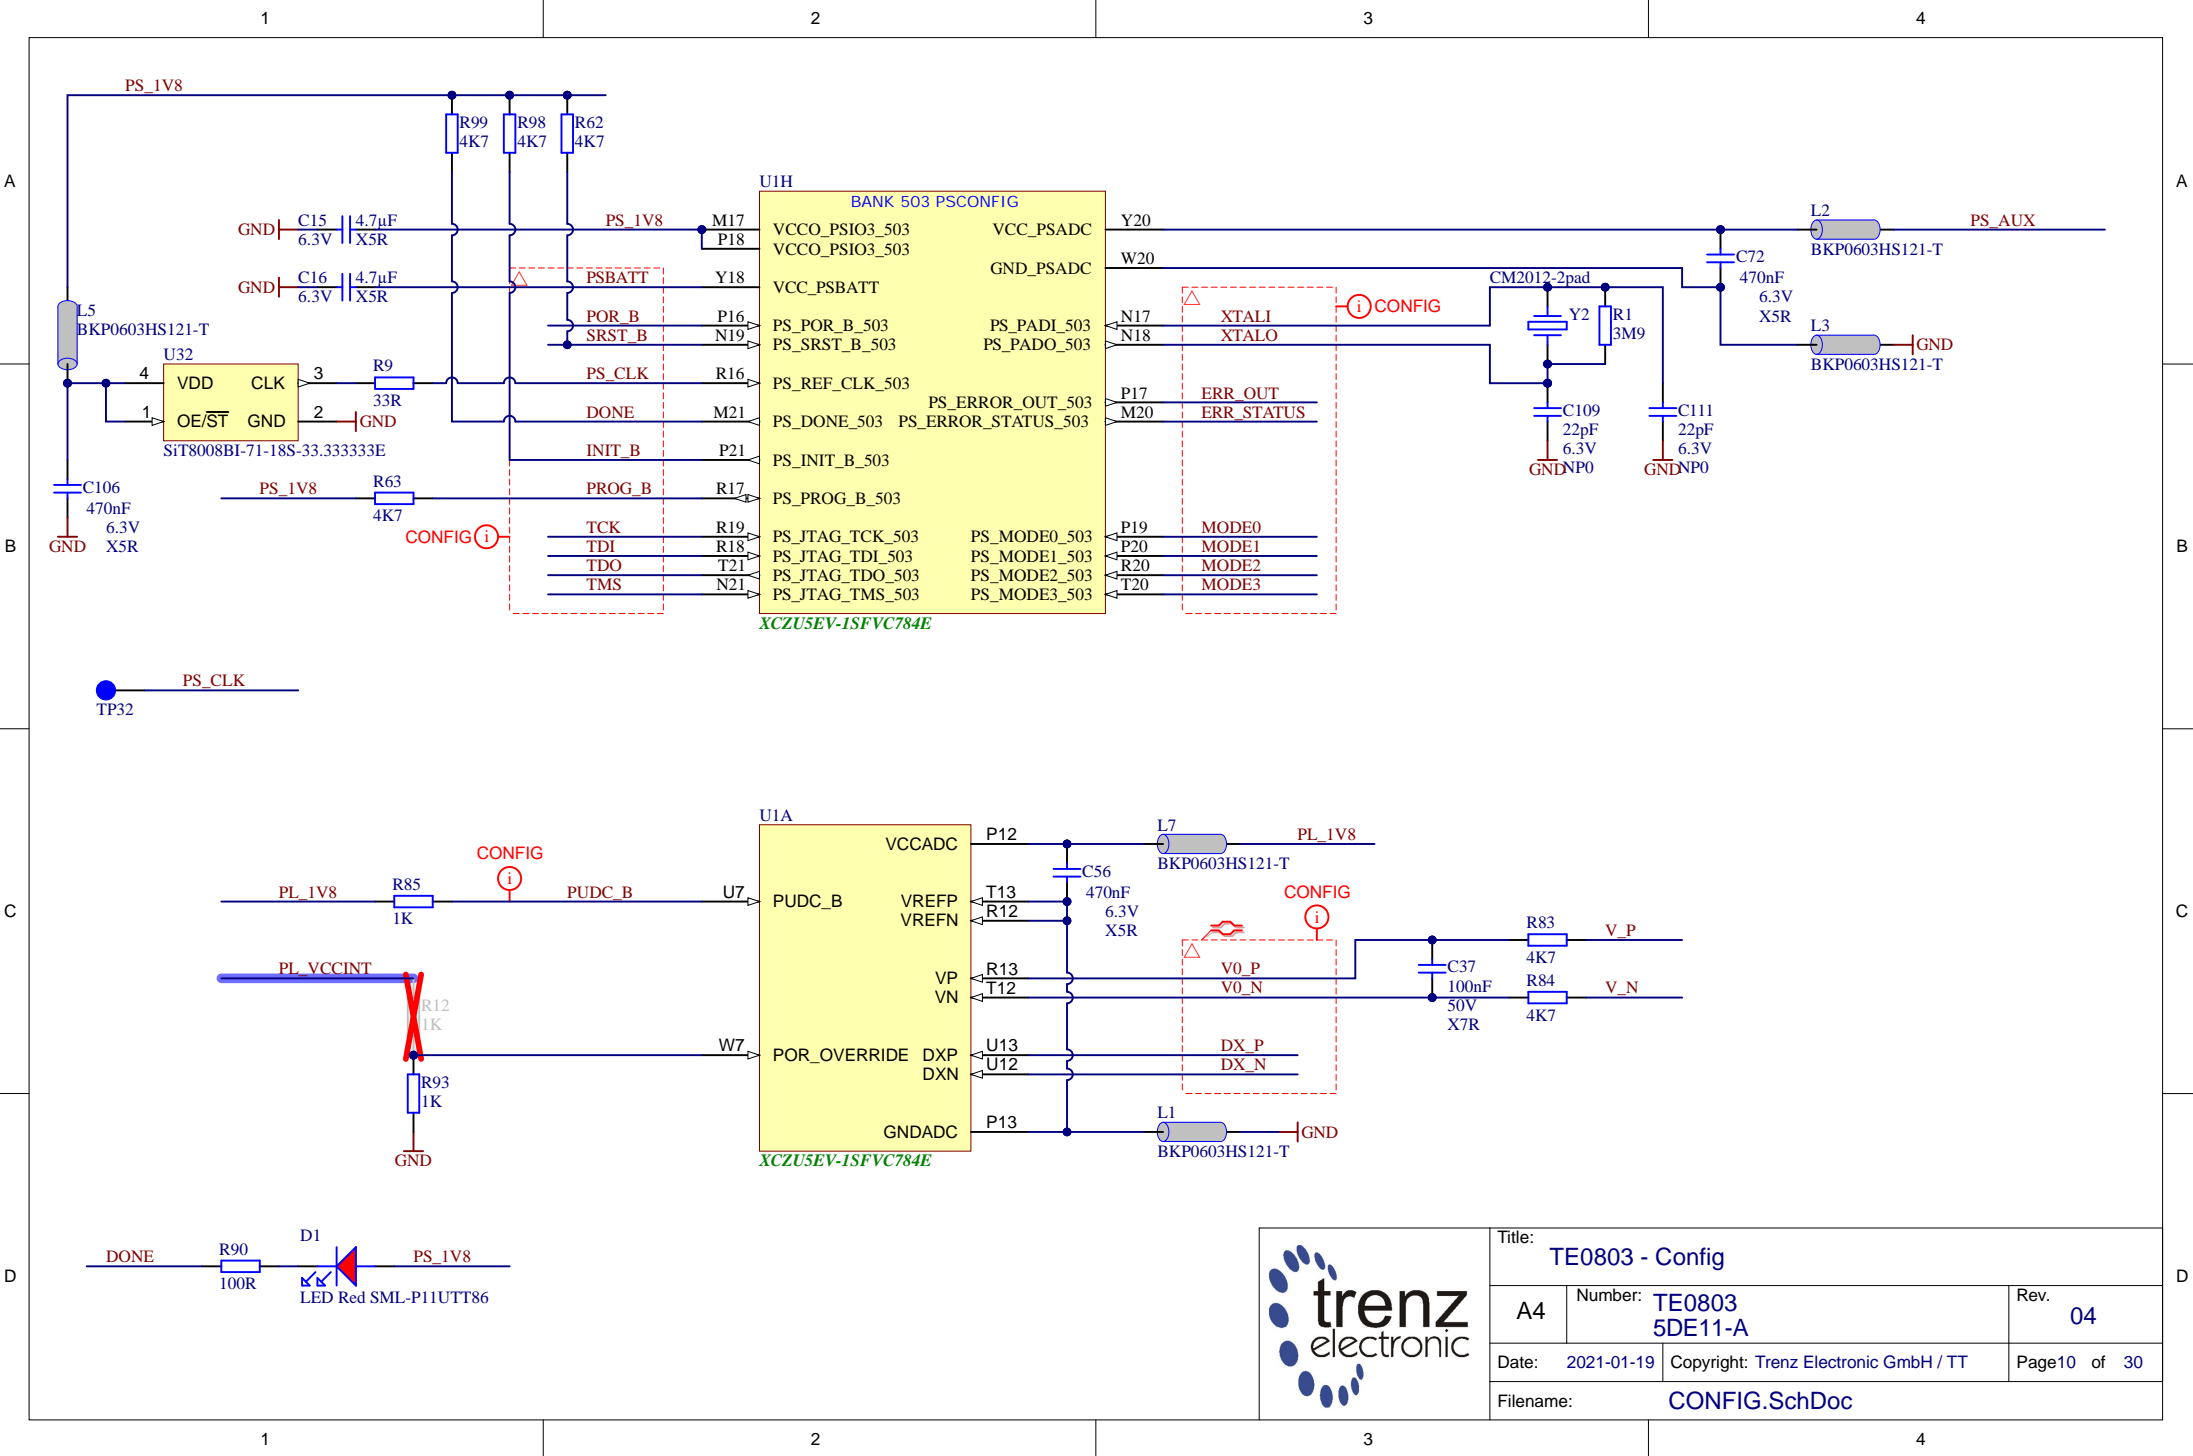 1 2 3 4
A
B
C
D
A
B
C
D
PS_1V8
R99
4K7
R98
4K7
R62
4K7
GND C15 4.7µF
6.3V X5R
PS_1V8
GND C16 4.7µF
6.3V X5R
PSBATT
POR_B
SRST_B
L5
BKP0603HS121-T
U32
4 VDD CLK 3
1 OE/ST GND 2
GND
SiT8008BI-71-18S-33.333333E
R9
33R
PS_CLK
DONE
INIT_B
C106
470nF
6.3V
X5R
GND
PS_1V8 R63
4K7
PROG_B
CONFIG i
TCK
TDI
TDO
TMS
U1H
BANK 503 PSCONFIG
M17 VCCO_PSIO3_503
P18 VCCO_PSIO3_503
Y18 VCC_PSBATT
P16 PS_POR_B_503
N19 PS_SRST_B_503
R16 PS_REF_CLK_503
M21 PS_DONE_503
P21 PS_INIT_B_503
R17 PS_PROG_B_503
R19 PS_JTAG_TCK_503
R18 PS_JTAG_TDI_503
T21 PS_JTAG_TDO_503
N21 PS_JTAG_TMS_503
VCC_PSADC Y20
GND_PSADC W20
PS_PADI_503 N17 XTALI
PS_PADO_503 N18 XTALO
PS_ERROR_OUT_503 P17 ERR_OUT
PS_ERROR_STATUS_503 M20 ERR_STATUS
PS_MODE0_503 P19 MODE0
PS_MODE1_503 P20 MODE1
PS_MODE2_503 R20 MODE2
PS_MODE3_503 T20 MODE3
XCZU5EV-1SFVC784E
i CONFIG
CM2012-2pad
Y2
R1
3M9
C109
22pF
6.3V
NP0
GND
C111
22pF
6.3V
NP0
GND
C72
470nF
6.3V
X5R
L2
BKP0603HS121-T
PS_AUX
L3
BKP0603HS121-T
GND
TP32
PS_CLK
PL_1V8 R85
1K
CONFIG
i
PUDC_B
PL_VCCINT
R12
1K
R93
1K
GND
U1A
U7 PUDC_B
W7 POR_OVERRIDE
VCCADC P12
VREFP T13
VREFN R12
VP R13 V0_P
VN T12 V0_N
DXP U13 DX_P
DXN U12 DX_N
GNDADC P13
XCZU5EV-1SFVC784E
L7
BKP0603HS121-T
PL_1V8
C56
470nF
6.3V
X5R
CONFIG
i
C37
100nF
50V
X7R
R83
4K7
V_P
R84
4K7
V_N
L1
BKP0603HS121-T
GND
DONE R90
100R
D1
LED Red SML-P11UTT86
PS_1V8
trenz
electronic
Title:
TE0803 - Config
A4
Number: TE0803
5DE11-A
Rev.
04
Date: 2021-01-19 Copyright: Trenz Electronic GmbH / TT Page10 of 30
Filename: CONFIG.SchDoc
1 2 3 4